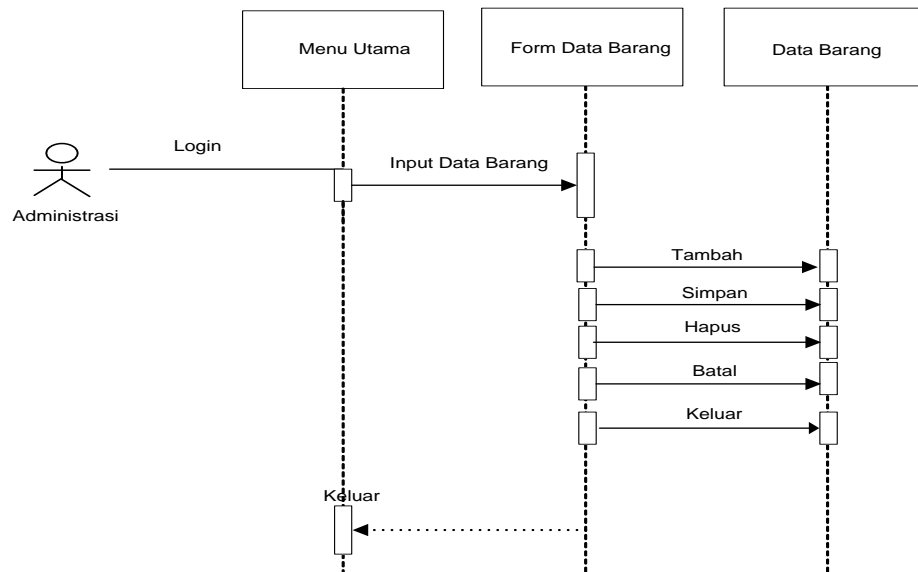 Menu Utama
Form Data Barang
Data Barang
Login
Input Data Barang
Administrasi
Tambah
Simpan
Hapus
Batal
Keluar
Keluar